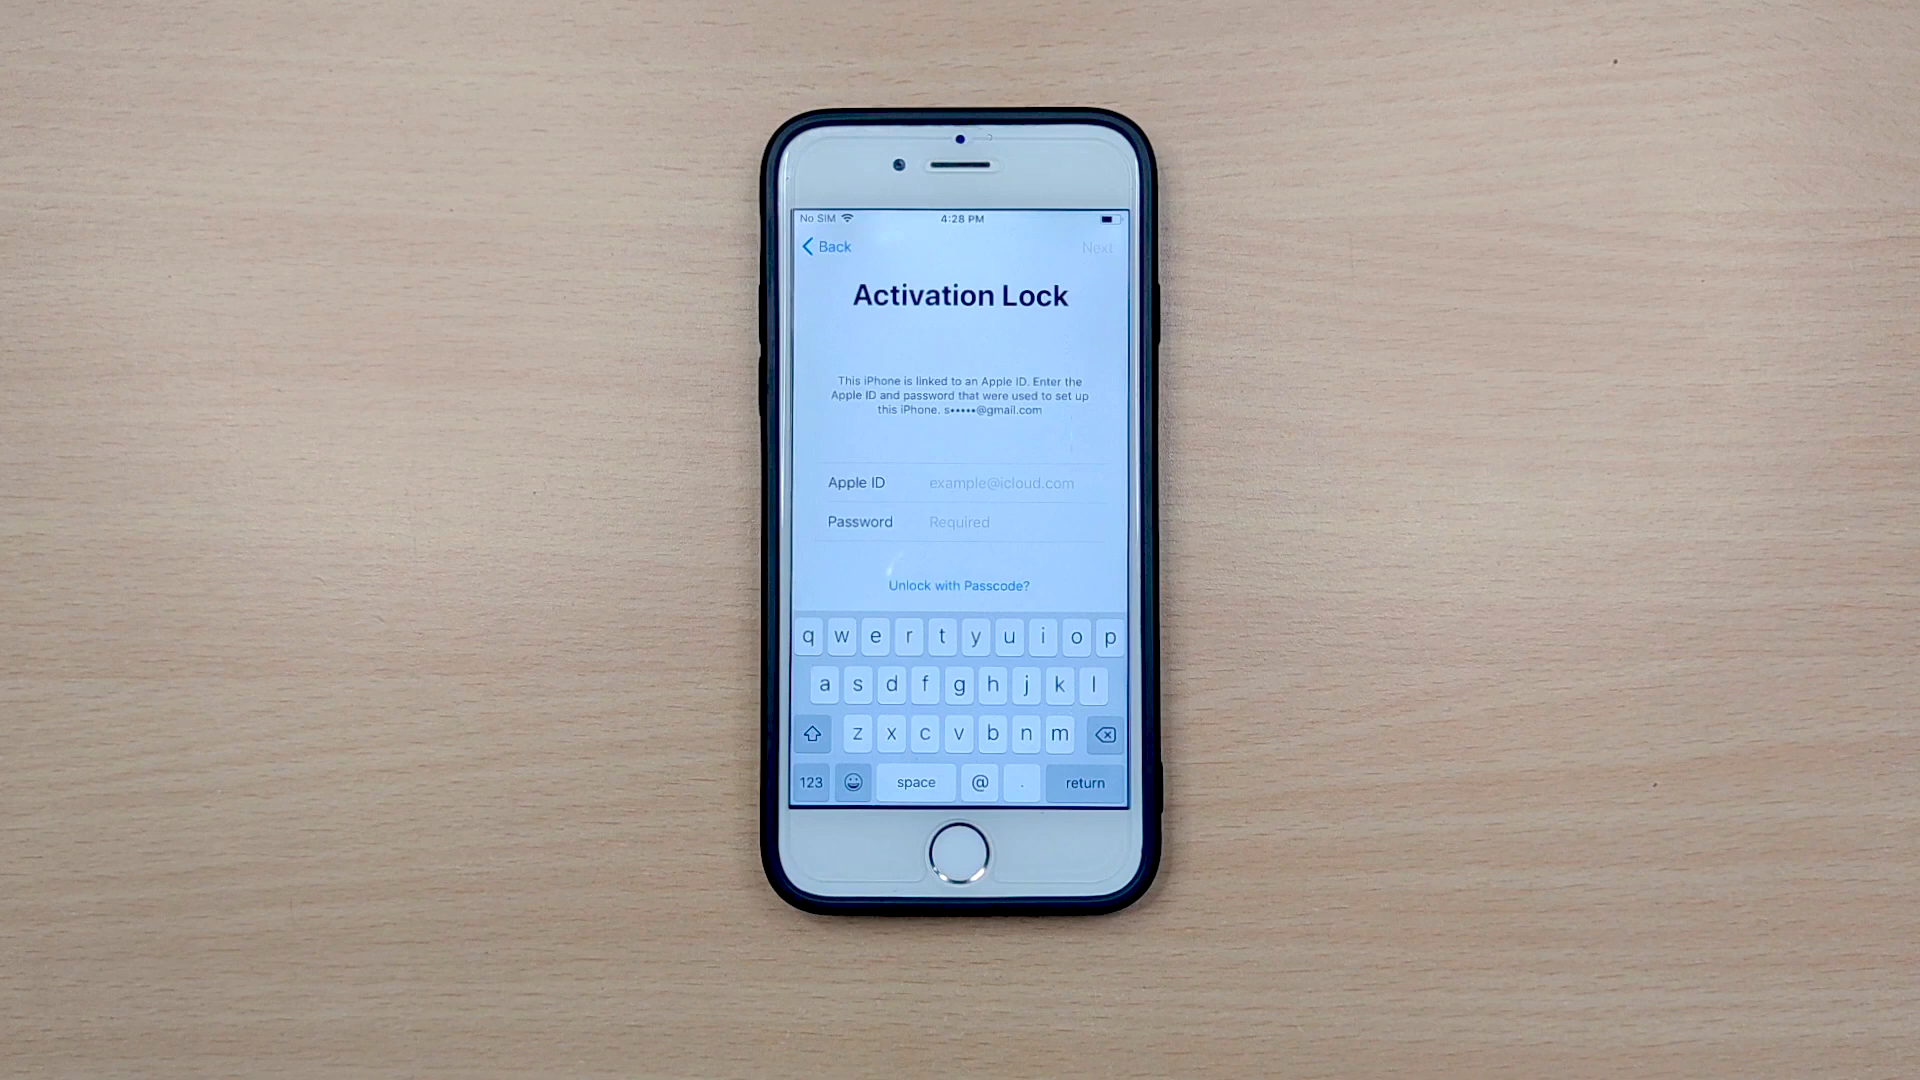 No SIM 4:28 PM
Back Next
Activation Lock
This iPhone is linked to an Apple ID. Enter the
Apple ID and password that were used to set up
this iPhone. s•••••@gmail.com
Apple ID example@icloud.com
Password Required
Unlock with Passcode?
q w e r t y u i o p
a s d f g h j k l
z x c v b n m
123 space @ . return